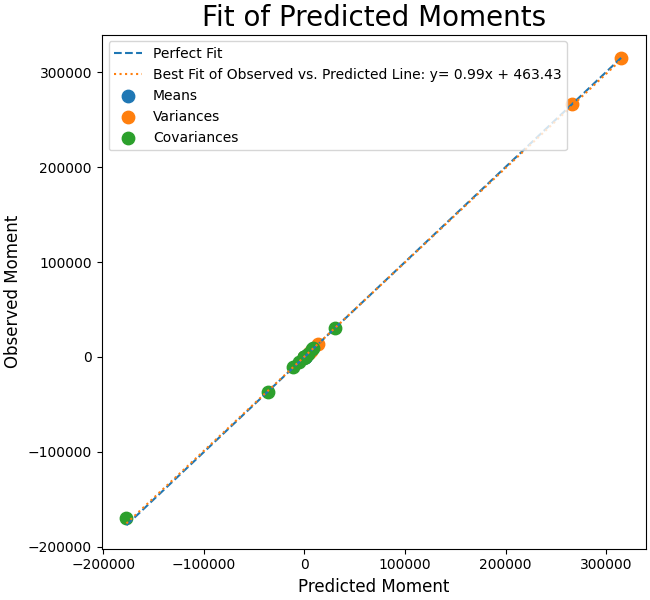 Fit of Predicted Moments
Perfect Fit
Best Fit of Observed vs. Predicted Line: y= 0.99x + 463.43
Means
Variances
Covariances
Observed Moment
300000
200000
100000
0
−100000
−200000
−200000 −100000 0 100000 200000 300000
Predicted Moment